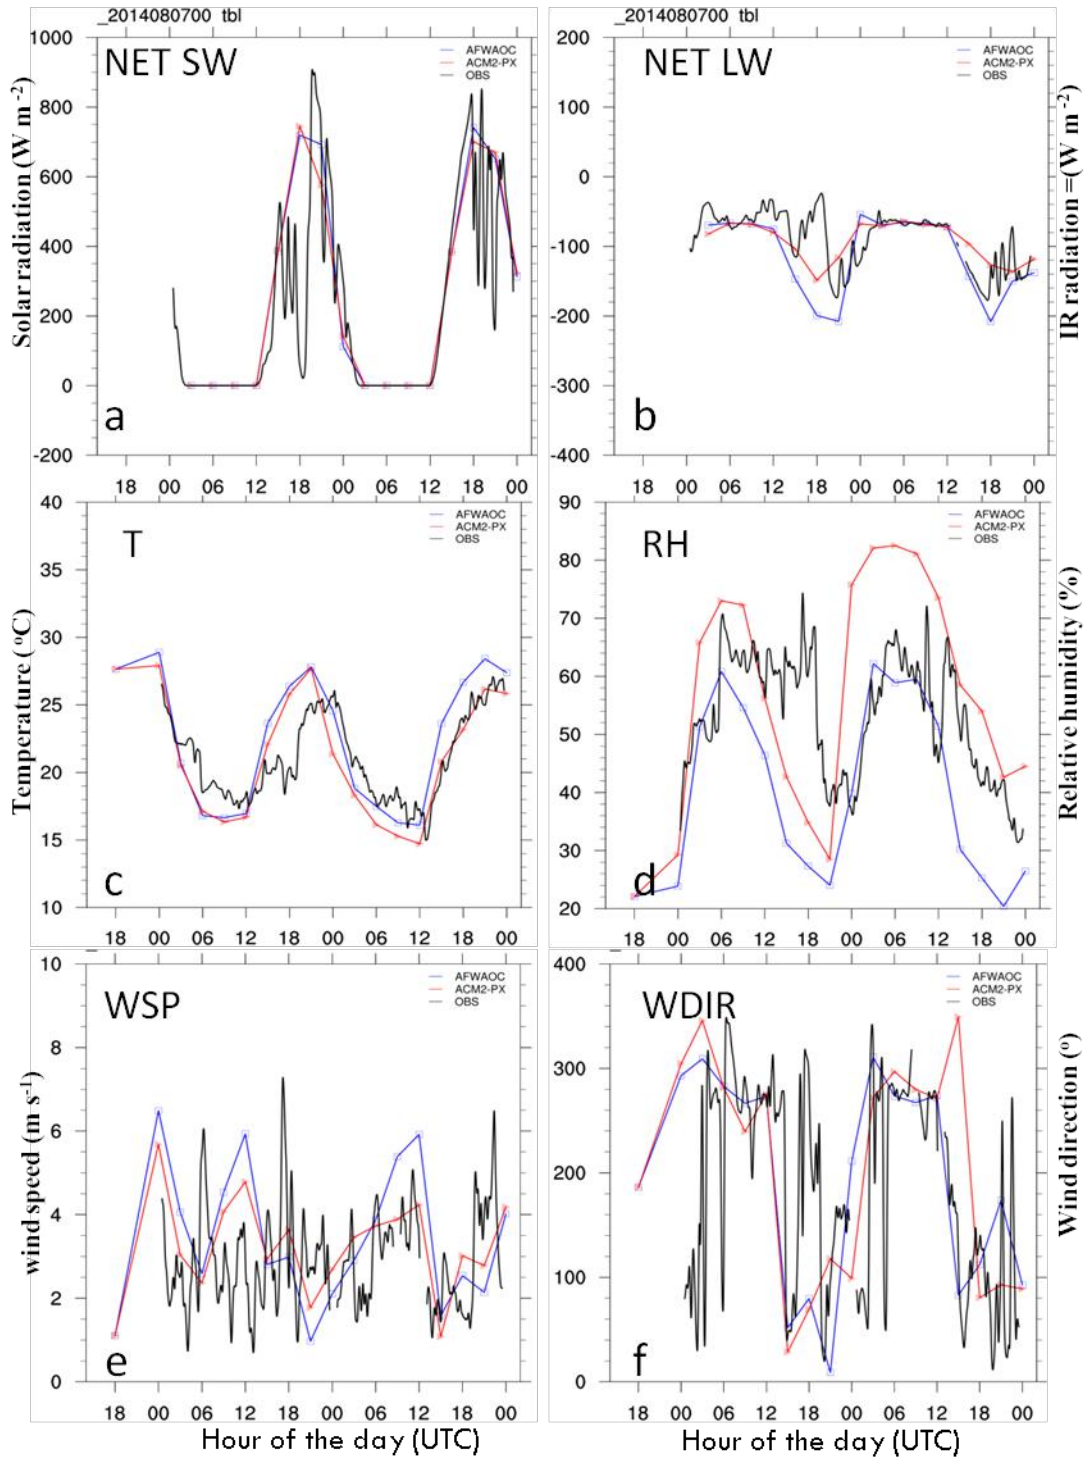 _2014080700 tbl
_2014080700 tbl
NET SW
AFWAOC
ACM2-PX
OBS
1000
800
600
400
200
0
-200
Solar radiation (W m-2)
a
18 00 06 12 18 00 06 12 18 00
NET LW
AFWAOC
ACM2-PX
OBS
200
100
0
-100
-200
-300
-400
IR radiation =(W m-2)
b
18 00 06 12 18 00 06 12 18 00
T
AFWAOC
ACM2-PX
OBS
40
35
30
25
20
15
10
Temperature (°C)
c
18 00 06 12 18 00 06 12 18 00
RH
AFWAOC
ACM2-PX
OBS
90
80
70
60
50
40
30
20
Relative humidity (%)
d
18 00 06 12 18 00 06 12 18 00
WSP
AFWAOC
ACM2-PX
OBS
10
8
6
4
2
0
wind speed (m s-1)
e
18 00 06 12 18 00 06 12 18 00
Hour of the day (UTC)
WDIR
AFWAOC
ACM2-PX
OBS
400
300
200
100
0
Wind direction (o)
f
18 00 06 12 18 00 06 12 18 00
Hour of the day (UTC)